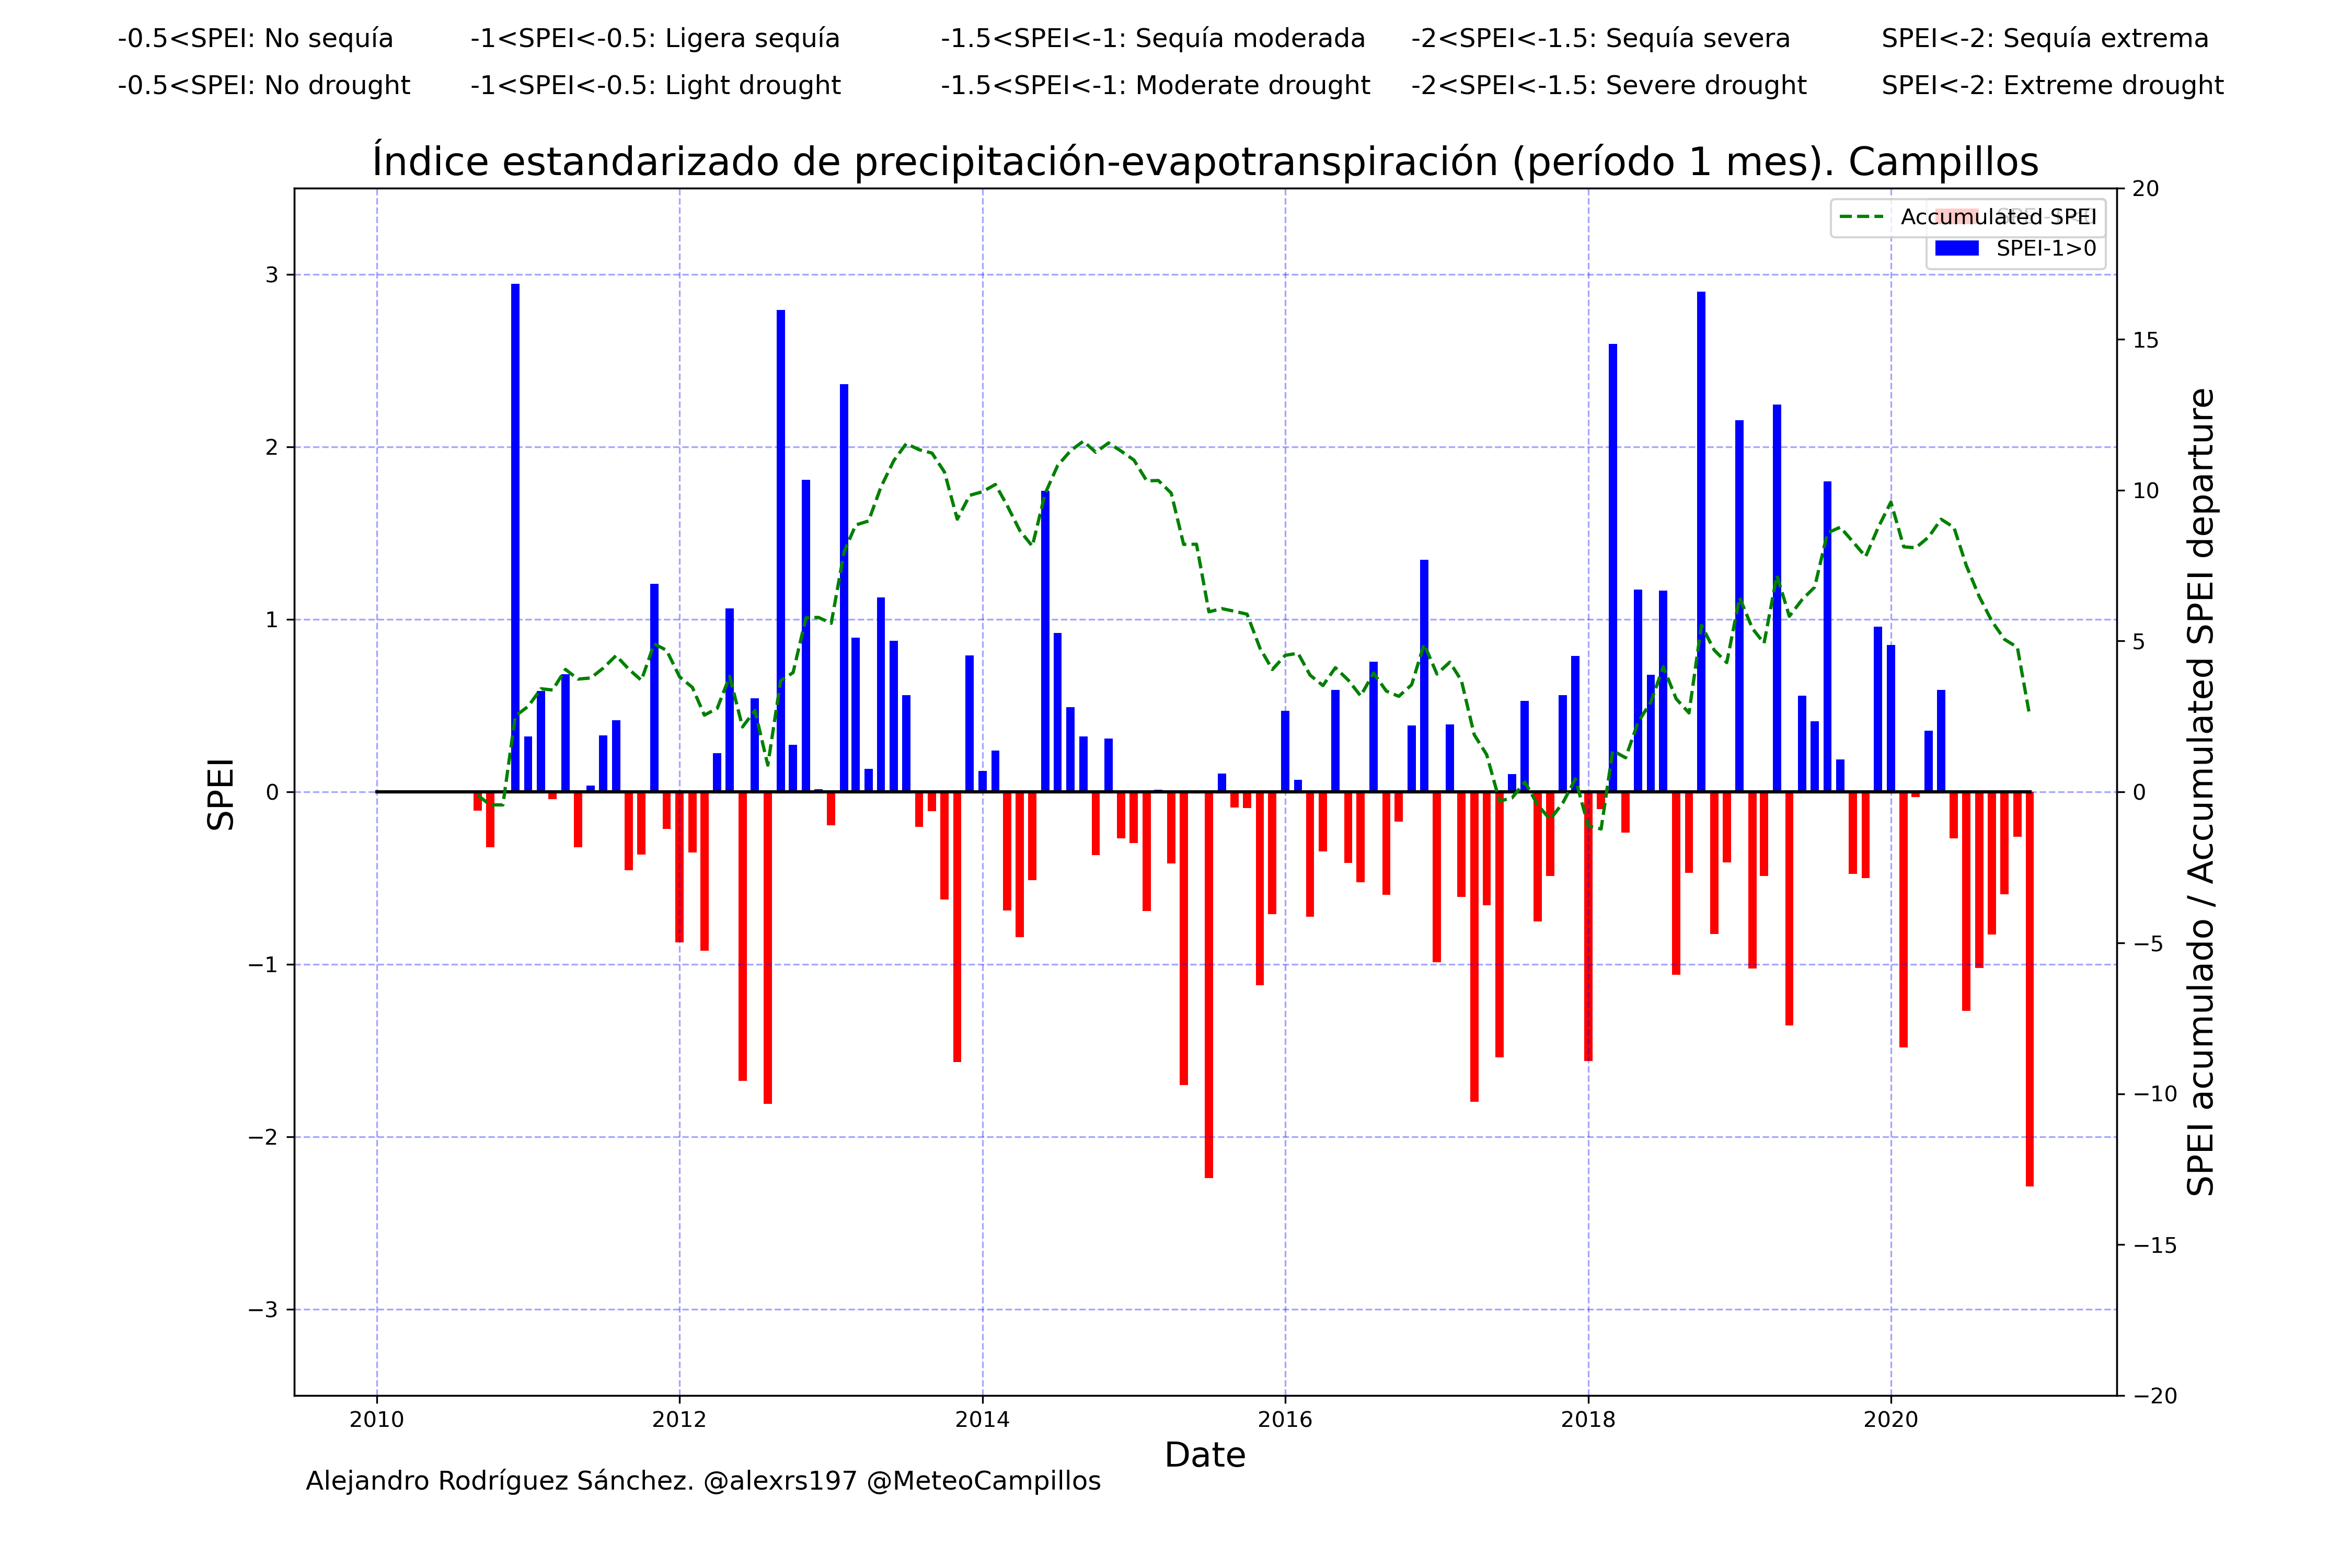 -0.5<SPEI: No sequía -1<SPEI<-0.5: Ligera sequía -1.5<SPEI<-1: Sequía moderada -2<SPEI<-1.5: Sequía severa SPEI<-2: Sequía extrema
-0.5<SPEI: No drought -1<SPEI<-0.5: Light drought -1.5<SPEI<-1: Moderate drought -2<SPEI<-1.5: Severe drought SPEI<-2: Extreme drought
Índice estandarizado de precipitación-evapotranspiración (período 1 mes). Campillos
Accumulated SPEI
SPEI-1>0
SPEI
3
2
1
0
−1
−2
−3
20
15
10
5
0
−5
−10
−15
−20
SPEI acumulado / Accumulated SPEI departure
2010 2012 2014 2016 2018 2020
Date
Alejandro Rodríguez Sánchez. @alexrs197 @MeteoCampillos